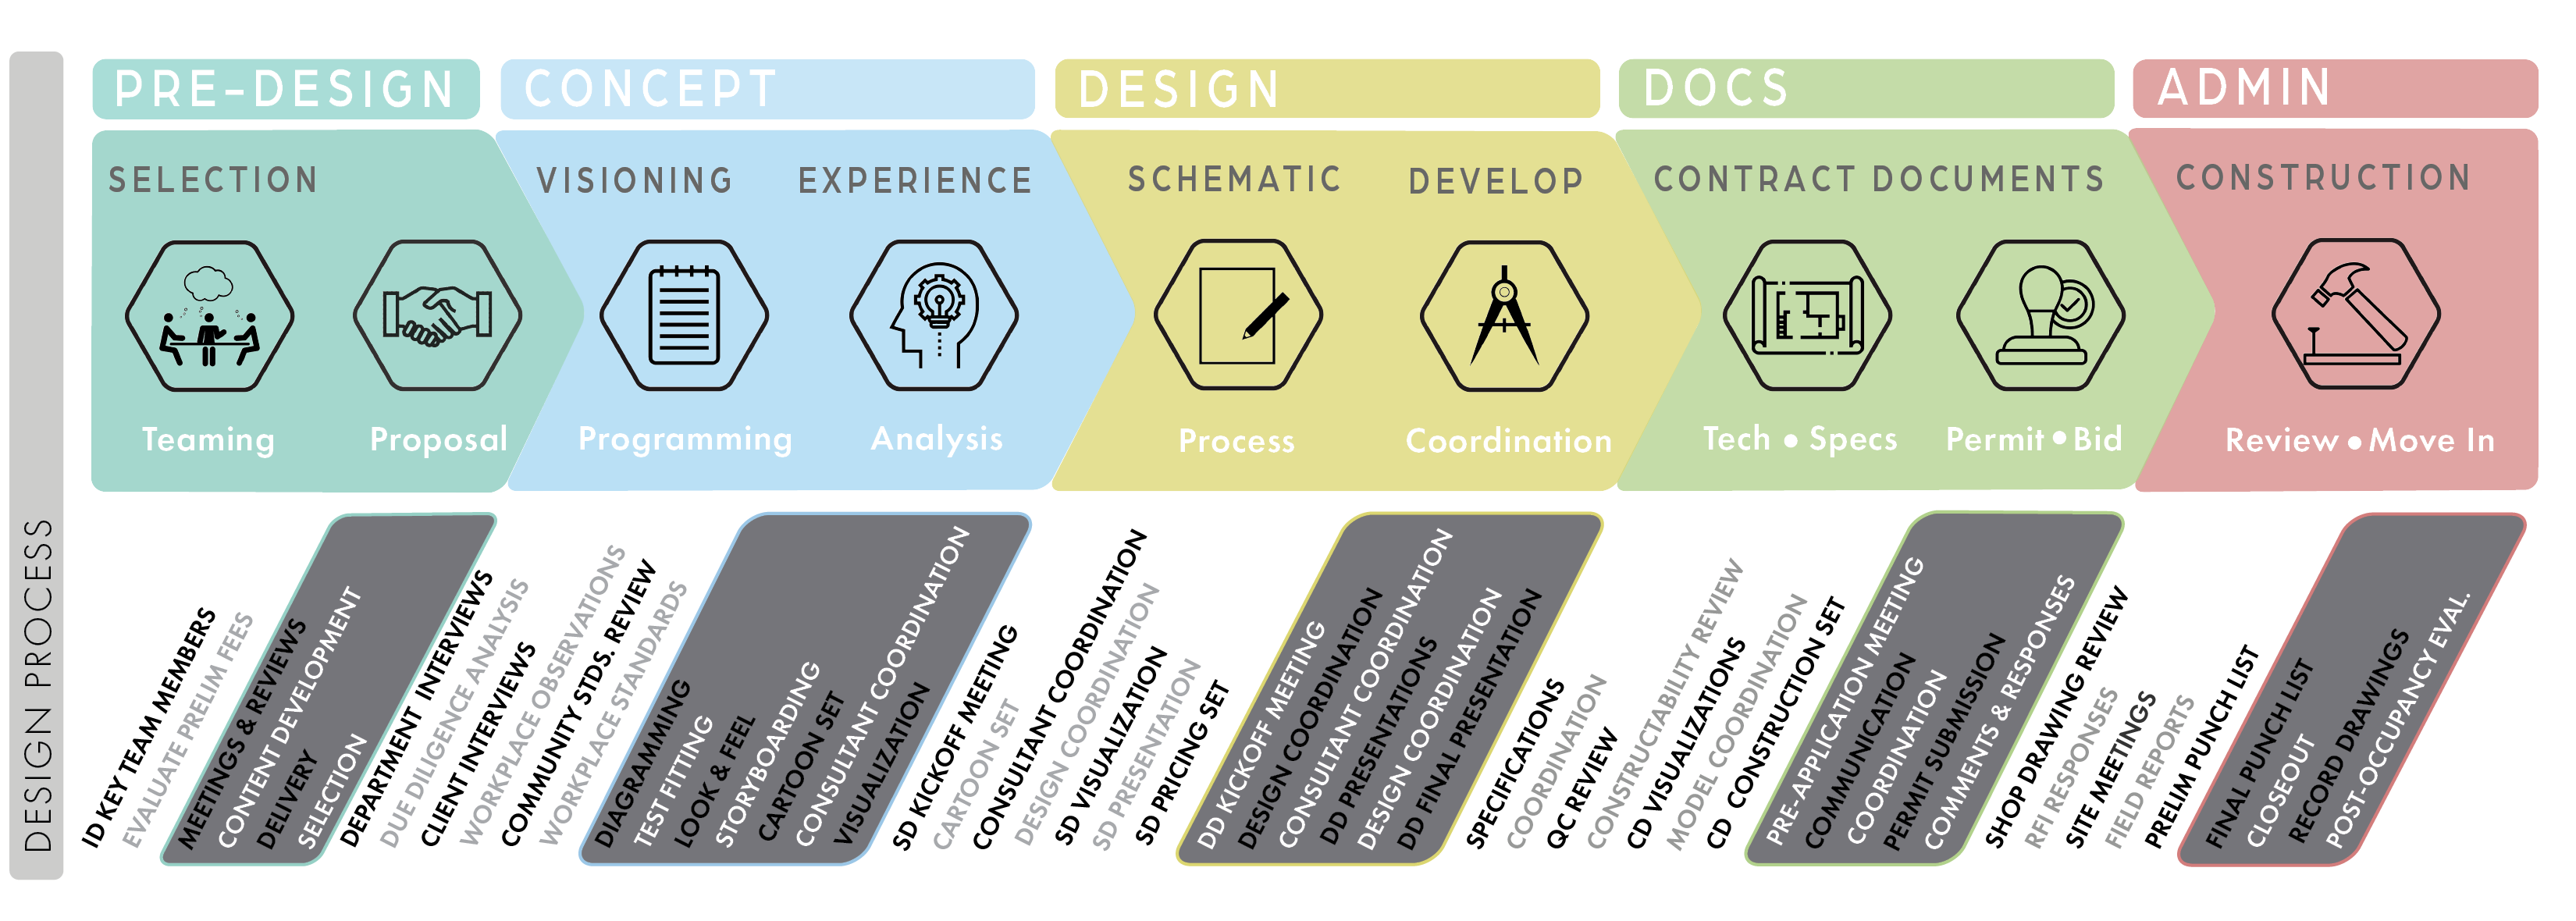 PRE-DESIGN
CONCEPT
DESIGN
DOCS
ADMIN
SELECTION
VISIONING
EXPERIENCE
SCHEMATIC
DEVELOP
CONTRACT DOCUMENTS
CONSTRUCTION
Teaming
Proposal
Programming
Analysis
Process
Coordination
Tech • Specs
Permit • Bid
Review • Move In
DESIGN PROCESS
ID KEY TEAM MEMBERS
EVALUATE PRELIM FEES
MEETINGS & REVIEWS
CONTENT DEVELOPMENT
DELIVERY
SELECTION
DEPARTMENT INTERVIEWS
DUE DILIGENCE ANALYSIS
CLIENT INTERVIEWS
WORKPLACE OBSERVATIONS
COMMUNITY STDS. REVIEW
WORKPLACE STANDARDS
DIAGRAMMING
TEST FITTING
LOOK & FEEL
STORYBOARDING
CARTOON SET
CONSULTANT COORDINATION
VISUALIZATION
SD KICKOFF MEETING
CARTOON SET
CONSULTANT COORDINATION
DESIGN COORDINATION
SD VISUALIZATION
SD PRESENTATION
SD PRICING SET
DD KICKOFF MEETING
DESIGN COORDINATION
CONSULTANT COORDINATION
DD PRESENTATIONS
DESIGN COORDINATION
DD FINAL PRESENTATION
SPECIFICATIONS
COORDINATION
QC REVIEW
CONSTRUCTABILITY REVIEW
CD VISUALIZATIONS
MODEL COORDINATION
CD CONSTRUCTION SET
PRE-APPLICATION MEETING
COMMUNICATION
COORDINATION
PERMIT SUBMISSION
COMMENTS & RESPONSES
SHOP DRAWING REVIEW
RFI RESPONSES
SITE MEETINGS
FIELD REPORTS
PRELIM PUNCH LIST
FINAL PUNCH LIST
CLOSEOUT
RECORD DRAWINGS
POST-OCCUPANCY EVAL.